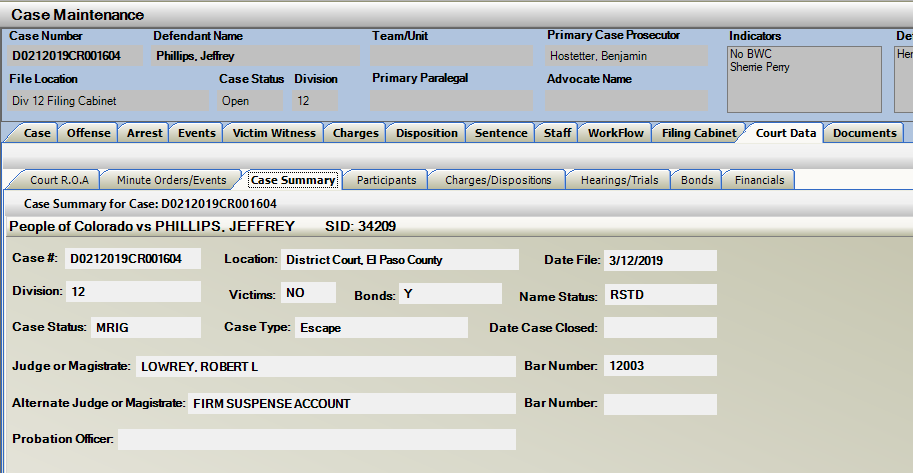 Case Maintenance
Case Number Defendant Name Team/Unit Primary Case Prosecutor Indicators
D0212019CR001604 Phillips, Jeffrey Hostetter, Benjamin No BWC
Sherrie Perry
File Location Case Status Division Primary Paralegal Advocate Name
Div 12 Filing Cabinet Open 12
Case Offense Arrest Events Victim Witness Charges Disposition Sentence Staff WorkFlow Filing Cabinet Court Data Documents
Court R.O.A Minute Orders/Events Case Summary Participants Charges/Dispositions Hearings/Trials Bonds Financials
Case Summary for Case: D0212019CR001604
People of Colorado vs PHILLIPS, JEFFREY SID: 34209
Case #: D0212019CR001604 Location: District Court, El Paso County Date File: 3/12/2019
Division: 12 Victims: NO Bonds: Y Name Status: RSTD
Case Status: MRIG Case Type: Escape Date Case Closed:
Judge or Magistrate: LOWREY, ROBERT L Bar Number: 12003
Alternate Judge or Magistrate: FIRM SUSPENSE ACCOUNT Bar Number:
Probation Officer: